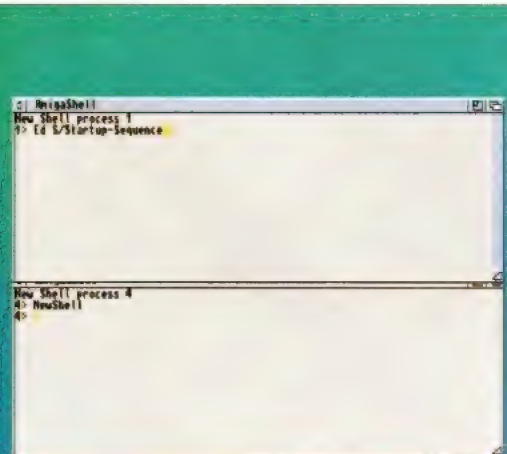 AmigaShell
New Shell process 1
1> Ed S/Startup-Sequence
New Shell process 4
4> NewShell
4>